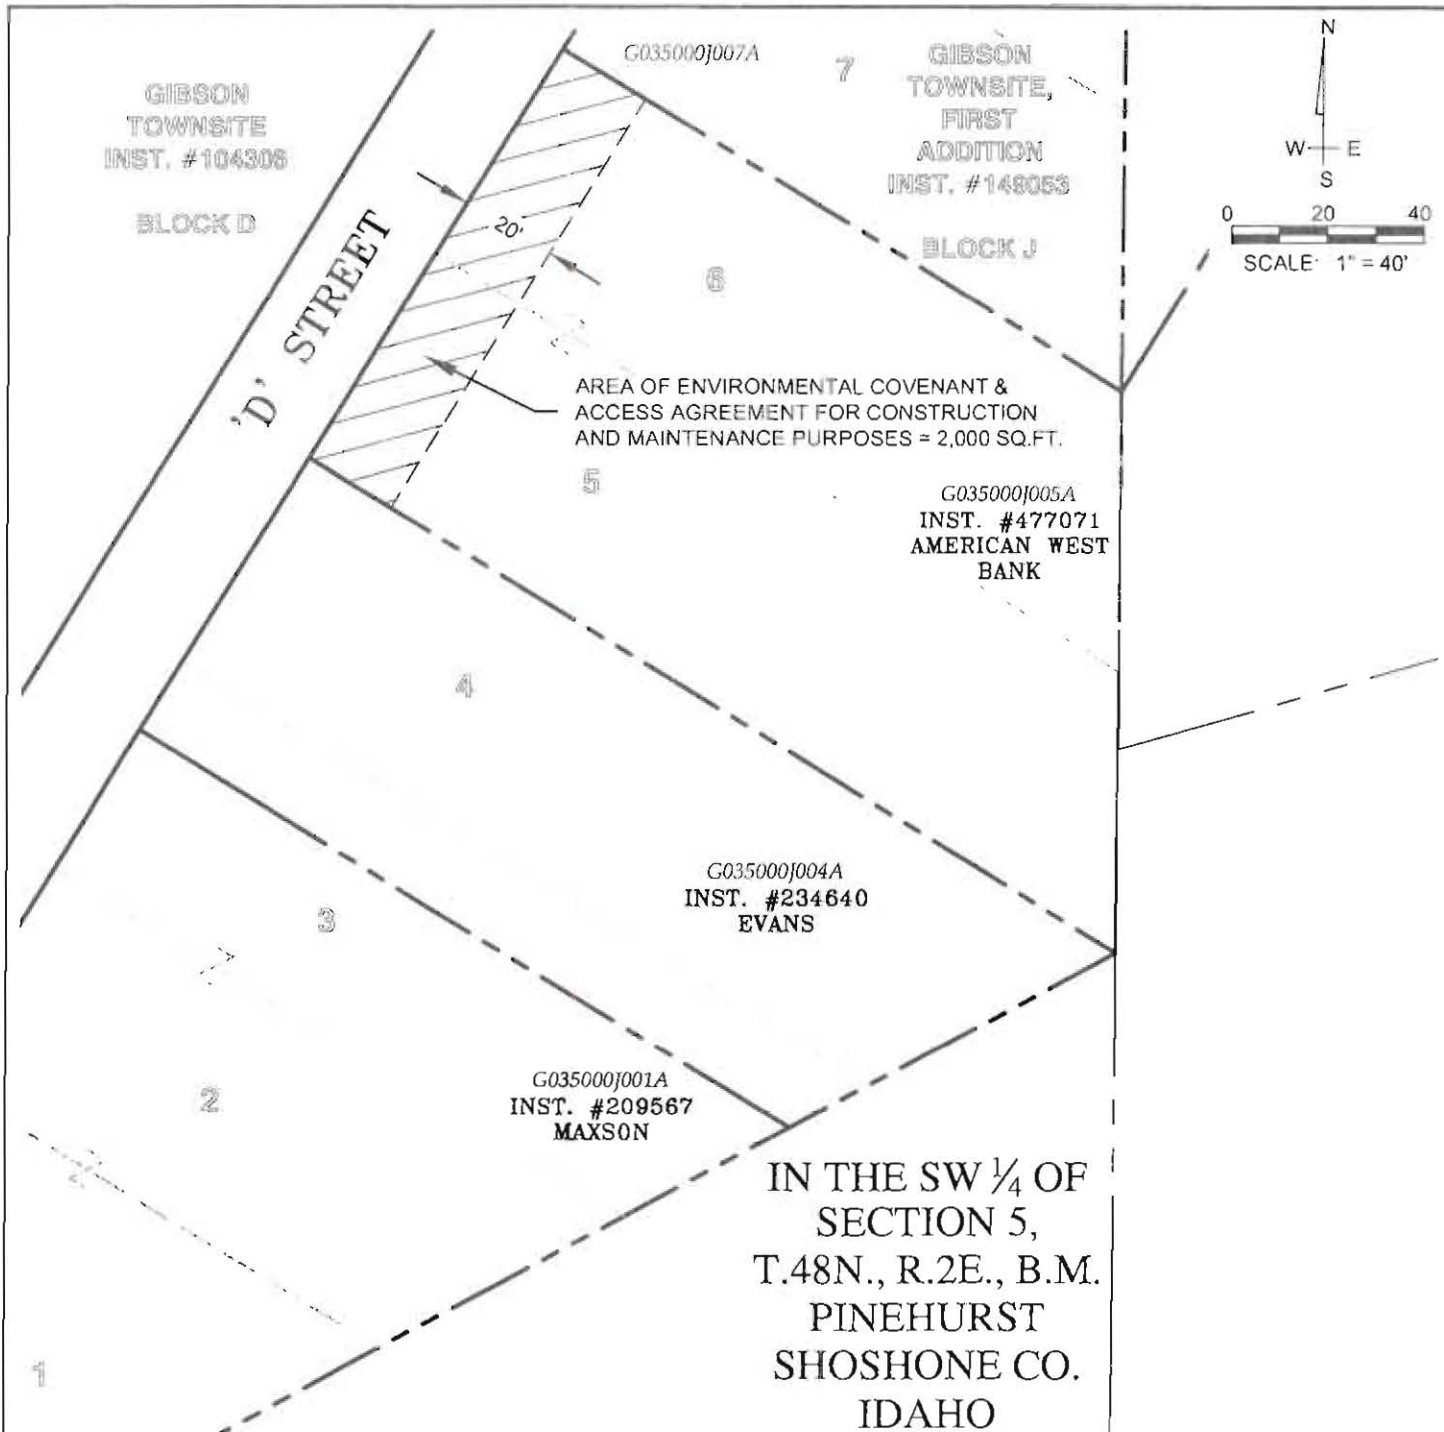 G035000J007A
7
GIBSON
TOWNSITE
INST. #104306
BLOCK D
GIBSON
TOWNSITE,
FIRST
ADDITION
INST. #148053
BLOCK J
N
W E
S
0 20 40
SCALE: 1" = 40'
'D' STREET
20'
6
AREA OF ENVIRONMENTAL COVENANT &
ACCESS AGREEMENT FOR CONSTRUCTION
AND MAINTENANCE PURPOSES = 2,000 SQ.FT.
5
G035000J005A
INST. #477071
AMERICAN WEST
BANK
4
G035000J004A
INST. #234640
EVANS
3
G035000J001A
INST. #209567
MAXSON
2
1
IN THE SW ¼ OF
SECTION 5,
T.48N., R.2E., B.M.
PINEHURST
SHOSHONE CO.
IDAHO